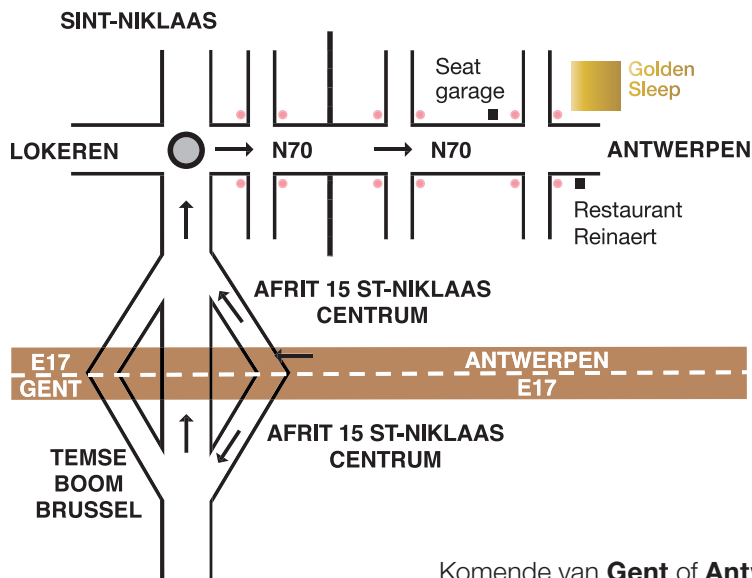 SINT-NIKLAAS
Seat
garage
Golden
Sleep
LOKEREN
N70
N70
ANTWERPEN
Restaurant
Reinaert
AFRIT 15 ST-NIKLAAS
CENTRUM
E17
ANTWERPEN
GENT
E17
AFRIT 15 ST-NIKLAAS
CENTRUM
TEMSE
BOOM
BRUSSEL
Komende van Gent of